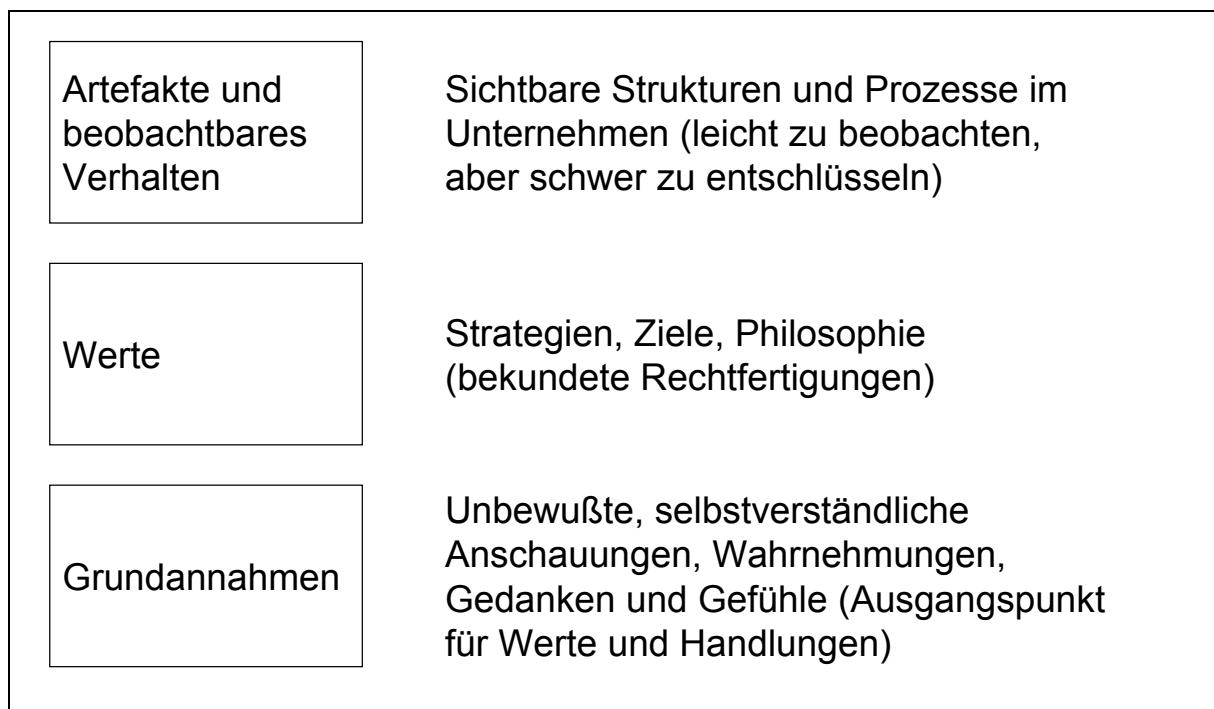 Artefakte und
beobachtbares
Verhalten
Sichtbare Strukturen und Prozesse im
Unternehmen (leicht zu beobachten,
aber schwer zu entschlüsseln)
Werte
Strategien, Ziele, Philosophie
(bekundete Rechtfertigungen)
Grundannahmen
Unbewußte, selbstverständliche
Anschauungen, Wahrnehmungen,
Gedanken und Gefühle (Ausgangspunkt
für Werte und Handlungen)